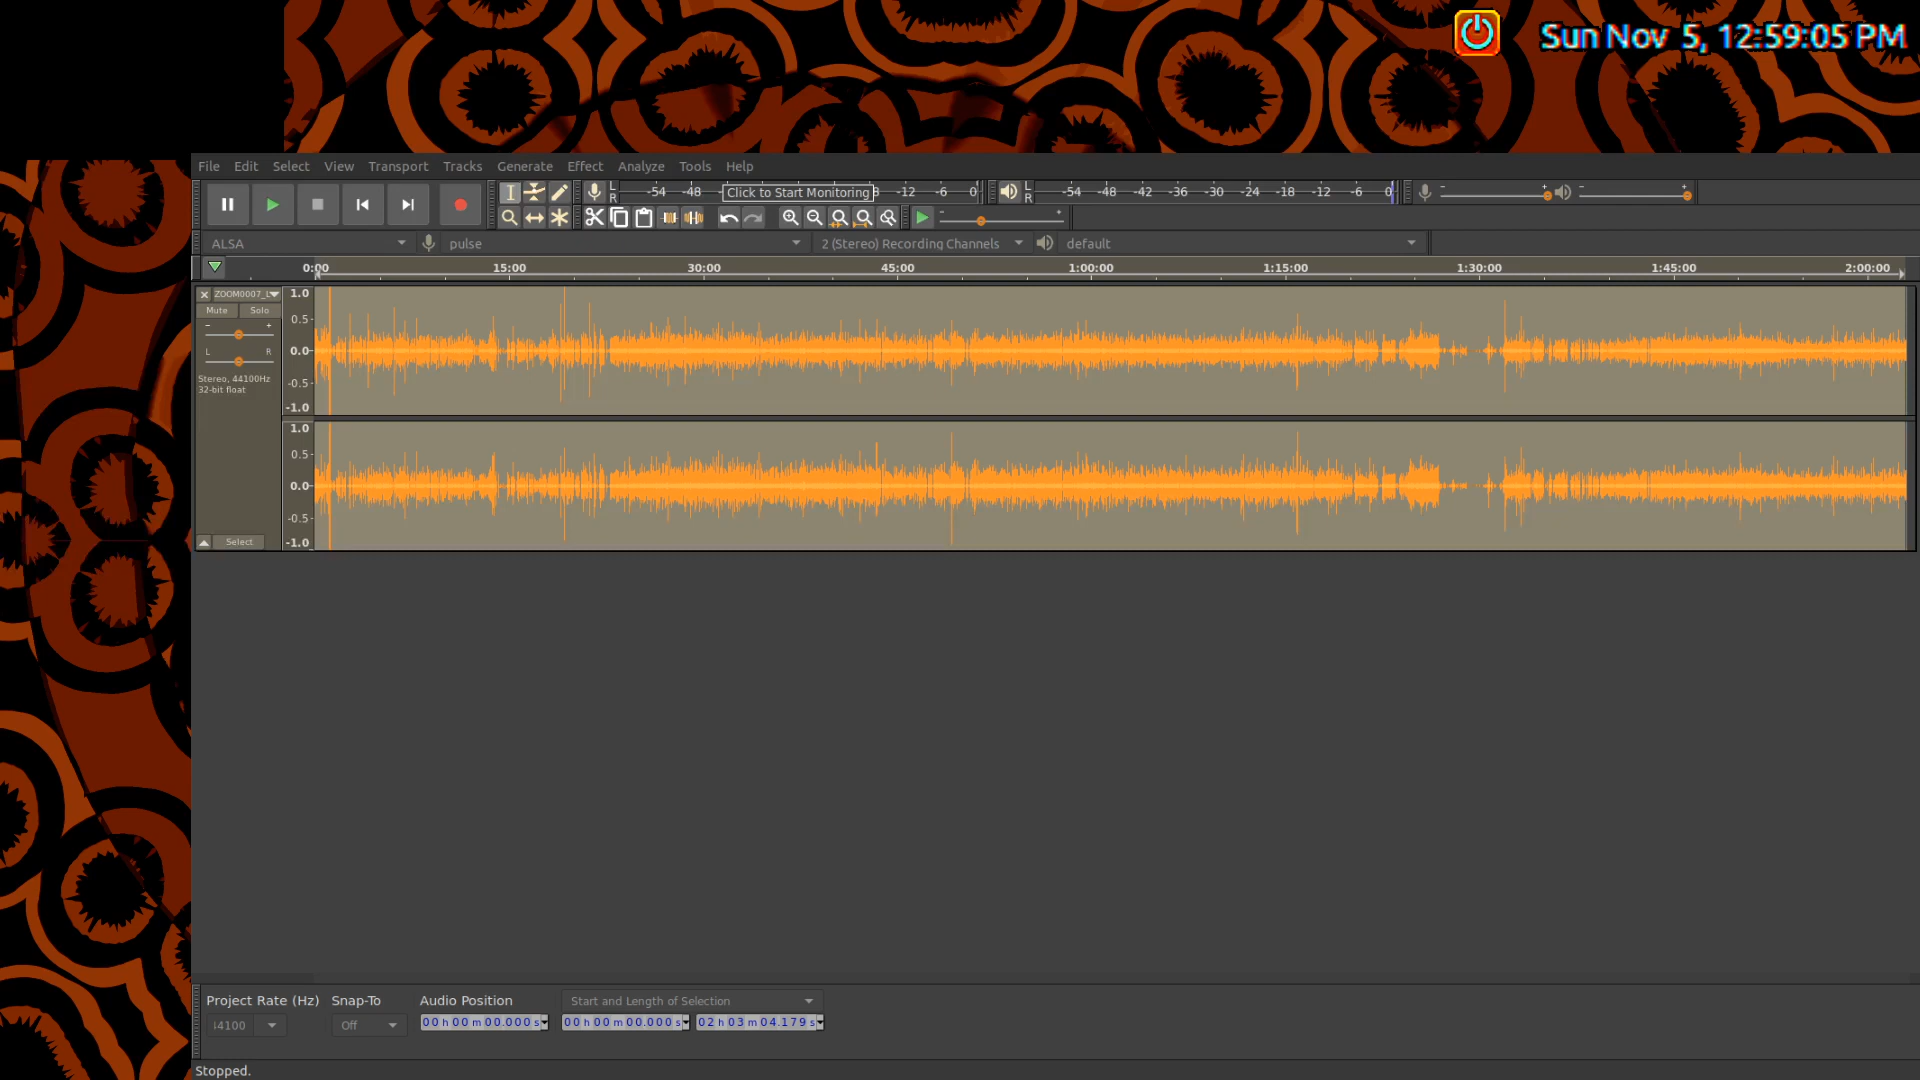 Sun Nov 5, 12:59:05 PM
File Edit Select View Transport Tracks Generate Effect Analyze Tools Help
L R -54 -48 - Click to Start Monitoring 8 -12 -6 0 L R -54 -48 -42 -36 -30 -24 -18 -12 -6 0 - + - +
- +
ALSA pulse 2 (Stereo) Recording Channels default
0:00 15:00 30:00 45:00 1:00:00 1:15:00 1:30:00 1:45:00 2:00:00
ZOOM0007_L
Mute Solo
- +
L R
Stereo, 44100Hz
32-bit float
Select
1.0
0.5
0.0
-0.5
-1.0
1.0
0.5
0.0
-0.5
-1.0
Project Rate (Hz) Snap-To Audio Position Start and Length of Selection
44100 Off 00 h 00 m 00.000 s 00 h 00 m 00.000 s 02 h 03 m 04.179 s
Stopped.